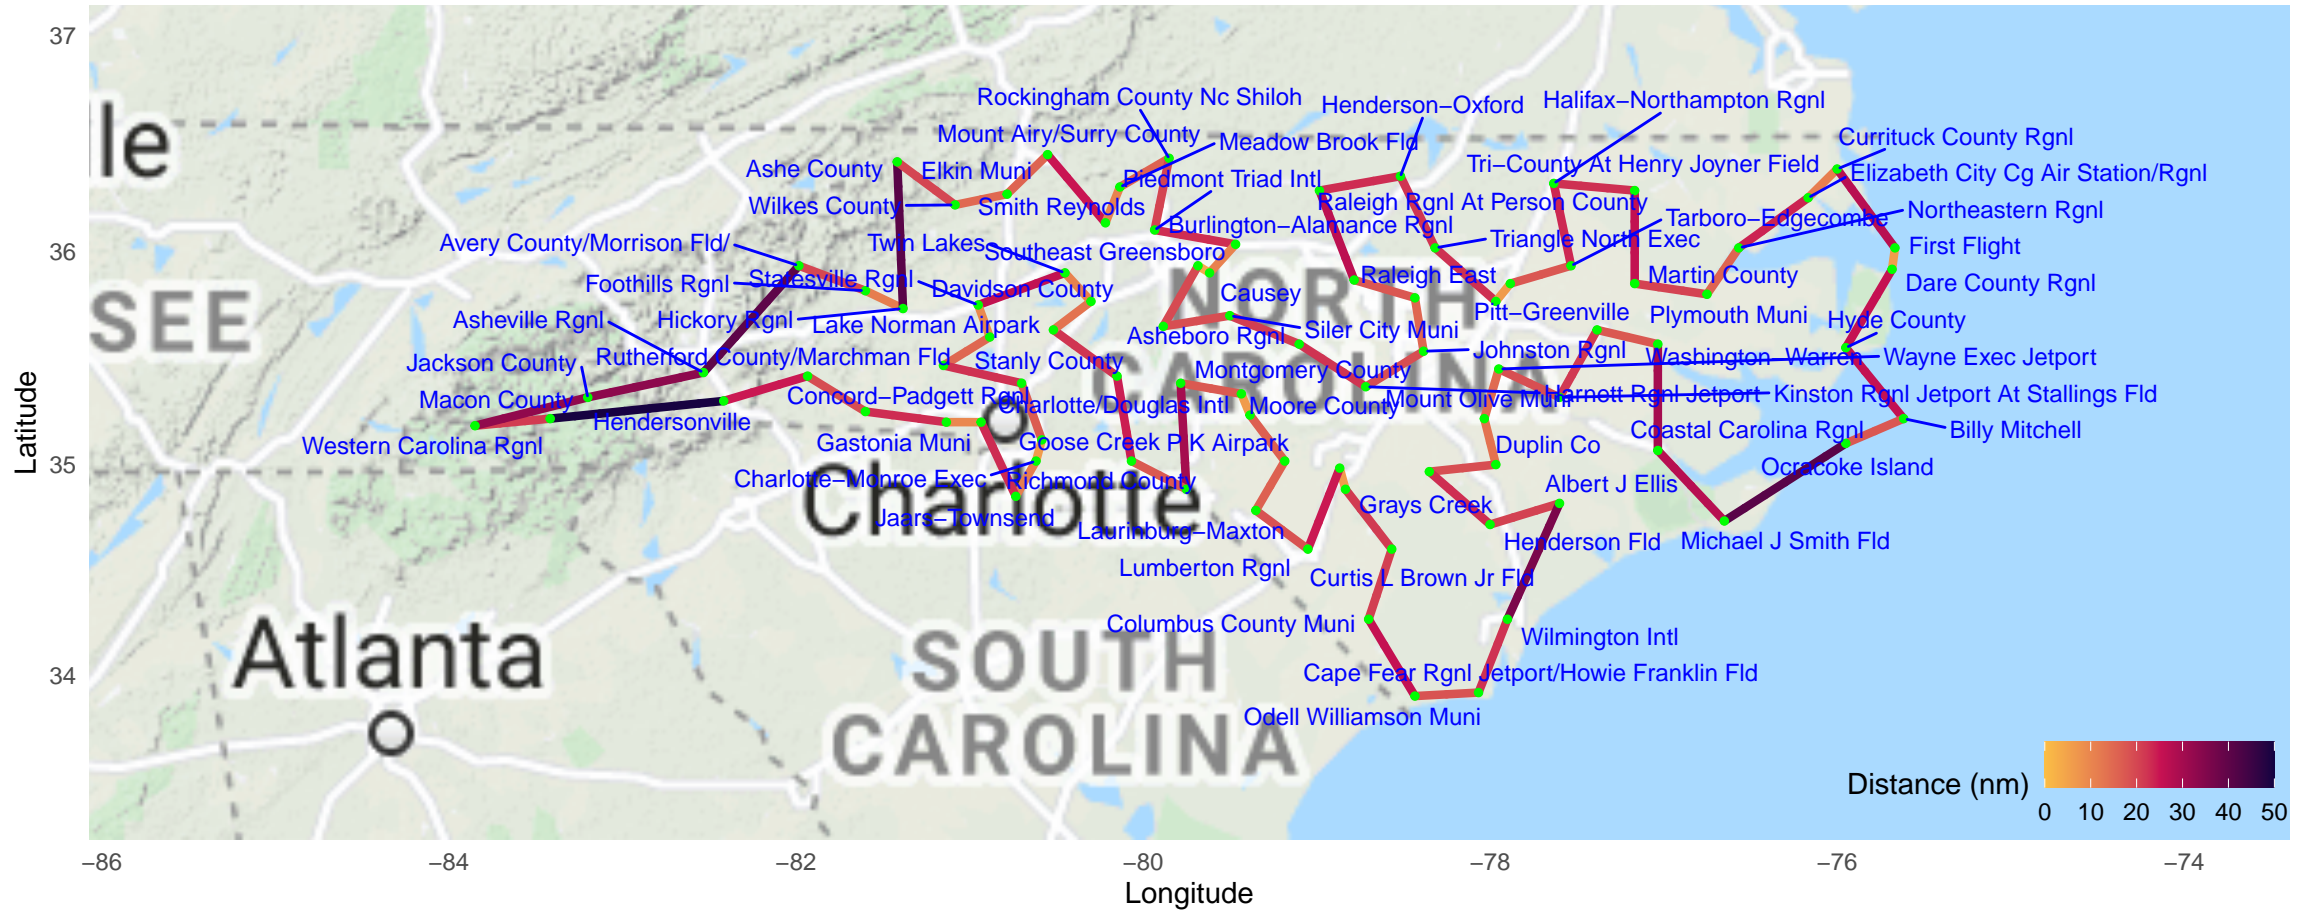 37
36
35
34
Latitude
lle
SEE
NORTH
CAROLINA
Charlotte
Atlanta
SOUTH
CAROLINA
Rockingham County Nc Shiloh
Henderson−Oxford
Halifax−Northampton Rgnl
Mount Airy/Surry County
Meadow Brook Fld
Currituck County Rgnl
Ashe County
Elkin Muni
Piedmont Triad Intl
Tri−County At Henry Joyner Field
Elizabeth City Cg Air Station/Rgnl
Wilkes County
Smith Reynolds
Raleigh Rgnl At Person County
Tarboro−Edgecombe
Northeastern Rgnl
Burlington−Alamance Rgnl
Avery County/Morrison Fld/
Twin Lakes
Southeast Greensboro
Triangle North Exec
First Flight
Foothills Rgnl
Statesville Rgnl
Davidson County
Raleigh East
Martin County
Dare County Rgnl
Causey
Asheville Rgnl
Hickory Rgnl
Lake Norman Airpark
Asheboro Rgnl
Siler City Muni
Pitt−Greenville
Plymouth Muni
Hyde County
Jackson County
Rutherford County/Marchman Fld
Stanly County
Montgomery County
Johnston Rgnl
Washington−Warren
Wayne Exec Jetport
Macon County
Hendersonville
Concord−Padgett Rgnl
Charlotte/Douglas Intl
Moore County
Mount Olive Muni
Harnett Rgnl Jetport
Kinston Rgnl Jetport At Stallings Fld
Western Carolina Rgnl
Gastonia Muni
Goose Creek
P K Airpark
Duplin Co
Coastal Carolina Rgnl
Billy Mitchell
Charlotte−Monroe Exec
Richmond County
Ocracoke Island
Jaars−Townsend
Grays Creek
Albert J Ellis
Laurinburg−Maxton
Henderson Fld
Michael J Smith Fld
Lumberton Rgnl
Curtis L Brown Jr Fld
Columbus County Muni
Wilmington Intl
Cape Fear Rgnl Jetport/Howie Franklin Fld
Odell Williamson Muni
Distance (nm)
0 10 20 30 40 50
−86 −84 −82 −80 −78 −76 −74
Longitude